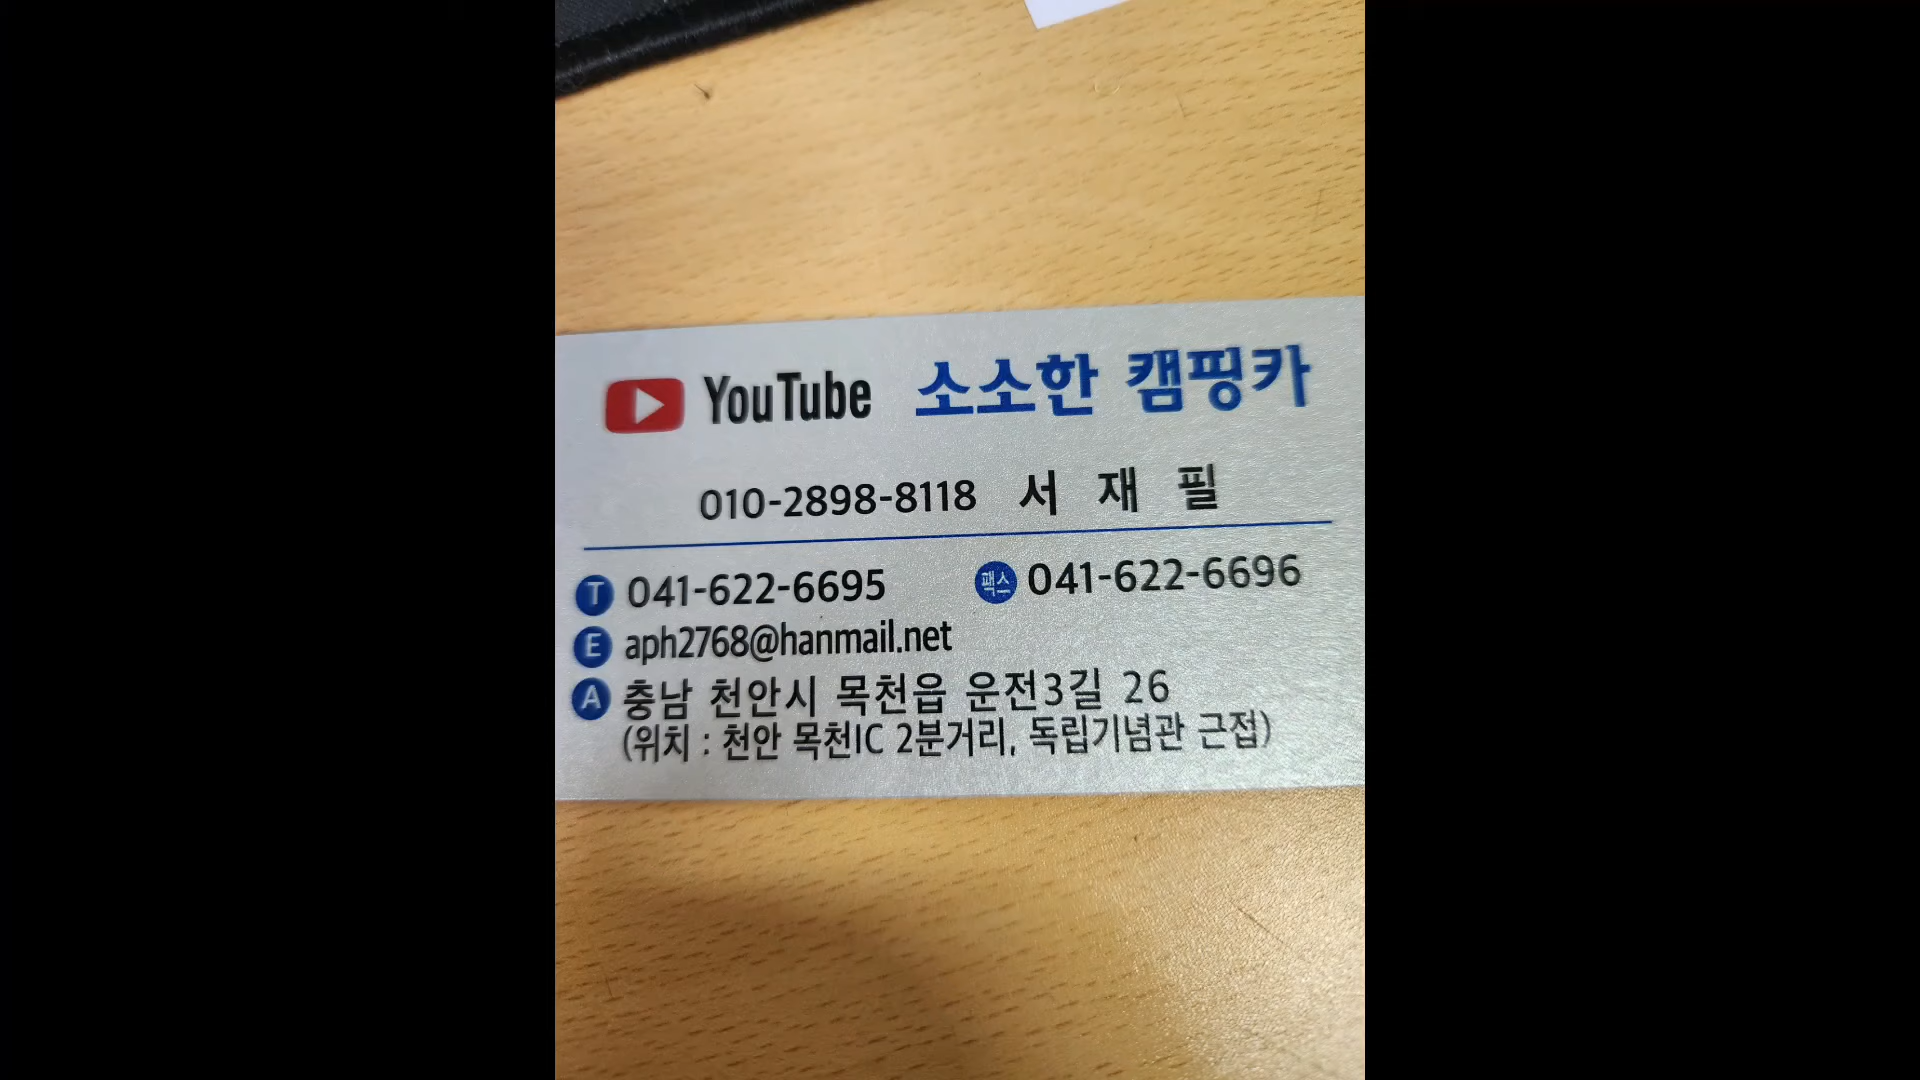 YouTube 소소한 캠핑카
010-2898-8118 서 재 필
T 041-622-6695 팩스 041-622-6696
E aph2768@hanmail.net
A 충남 천안시 목천읍 운전3길 26
(위치 : 천안 목천IC 2분거리, 독립기념관 근접)